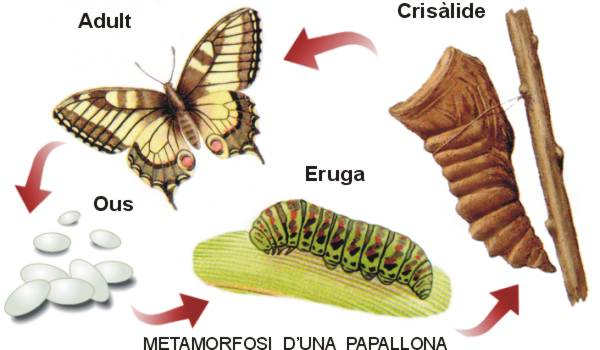 Adult
Crisàlide
Eruga
Ous
METAMORFOSI D'UNA PAPALLONA